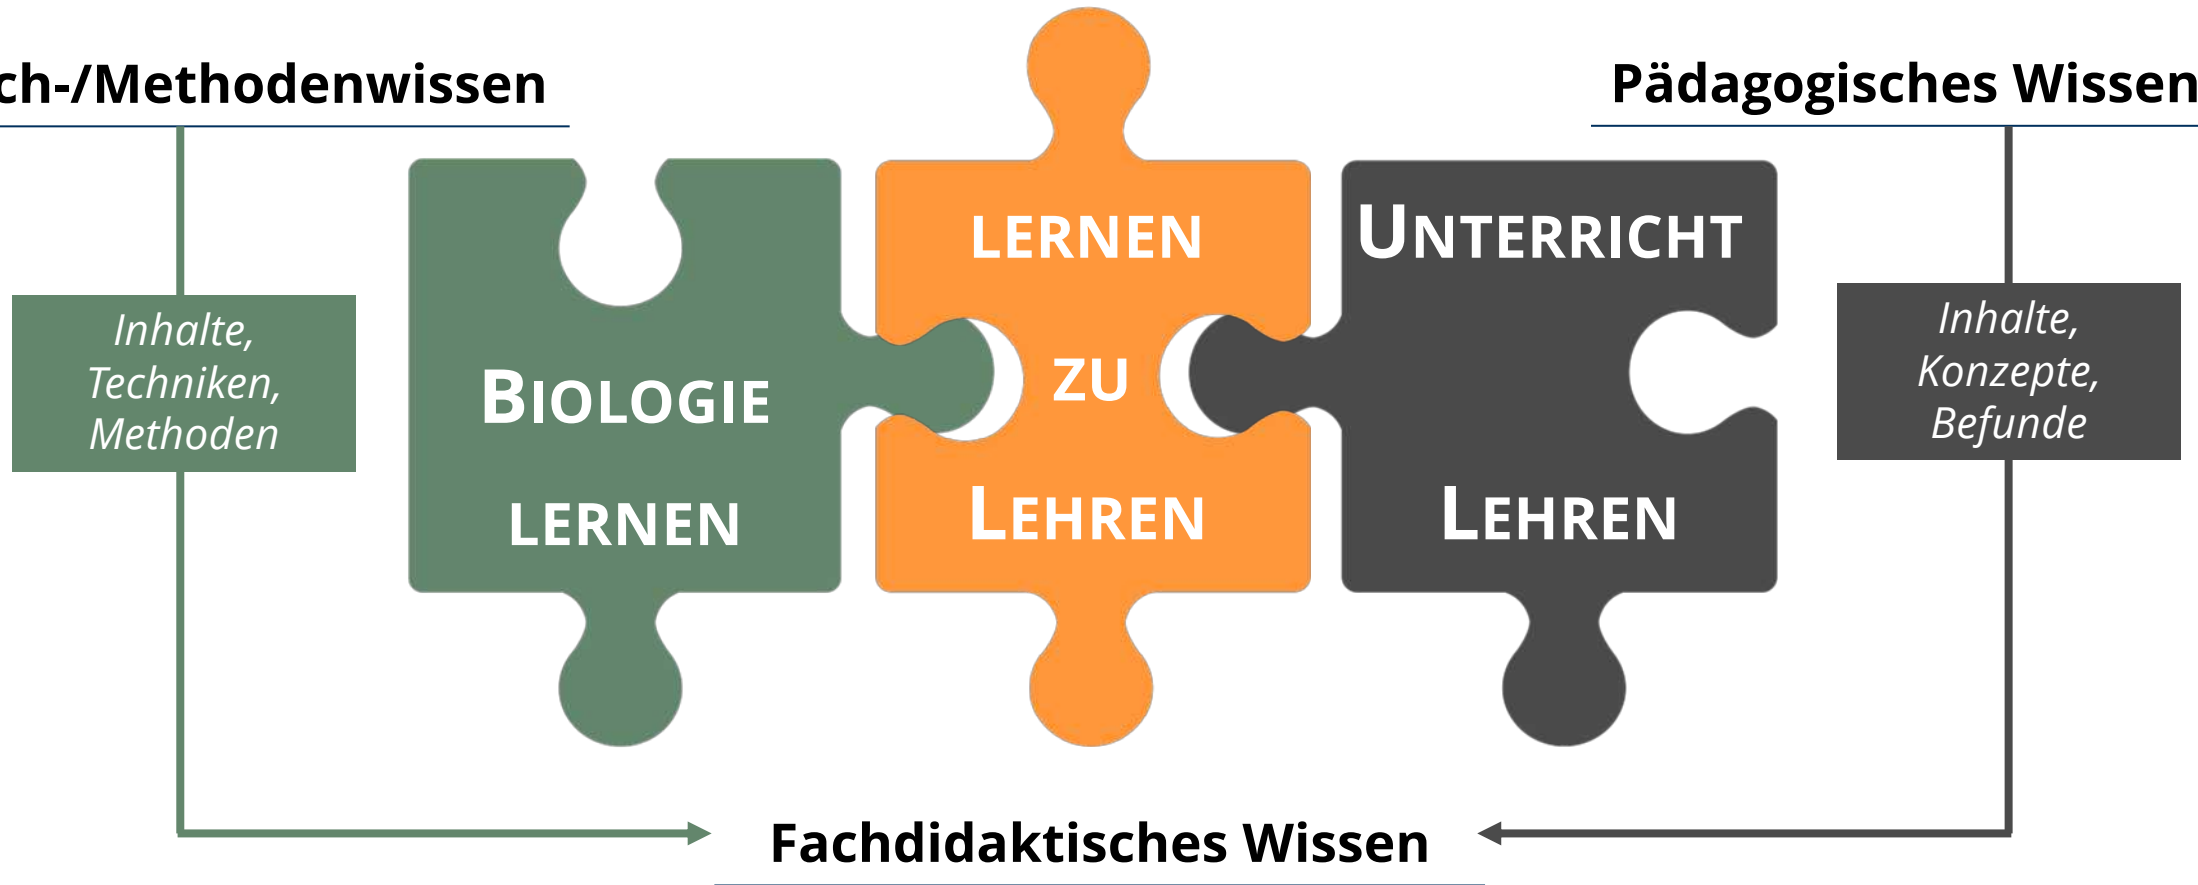 ch-/Methodenwissen
Pädagogisches Wissen
Inhalte,
Techniken,
Methoden
BIOLOGIE
LERNEN
LERNEN
ZU
LEHREN
UNTERRICHT
LEHREN
Inhalte,
Konzepte,
Befunde
Fachdidaktisches Wissen